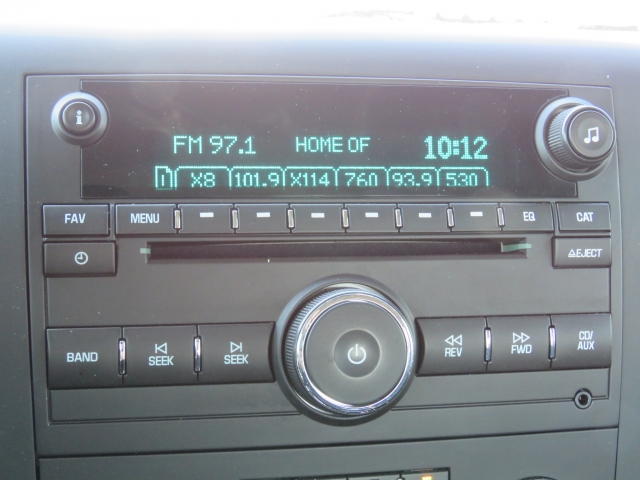 FM 97.1 HOME OF 10:12
1 X8 101.9 X114 760 93.9 530
FAV MENU EQ CAT
EJECT
BAND SEEK SEEK REV FWD CD/AUX